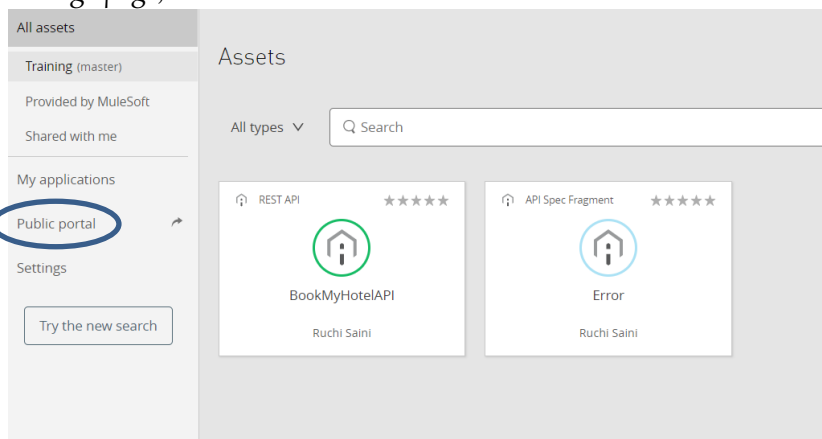 All assets
Training (master)
Provided by MuleSoft
Shared with me
My applications
Public portal
Settings
Try the new search
Assets
All types
Search
REST API
BookMyHotelAPI
Ruchi Saini
API Spec Fragment
Error
Ruchi Saini